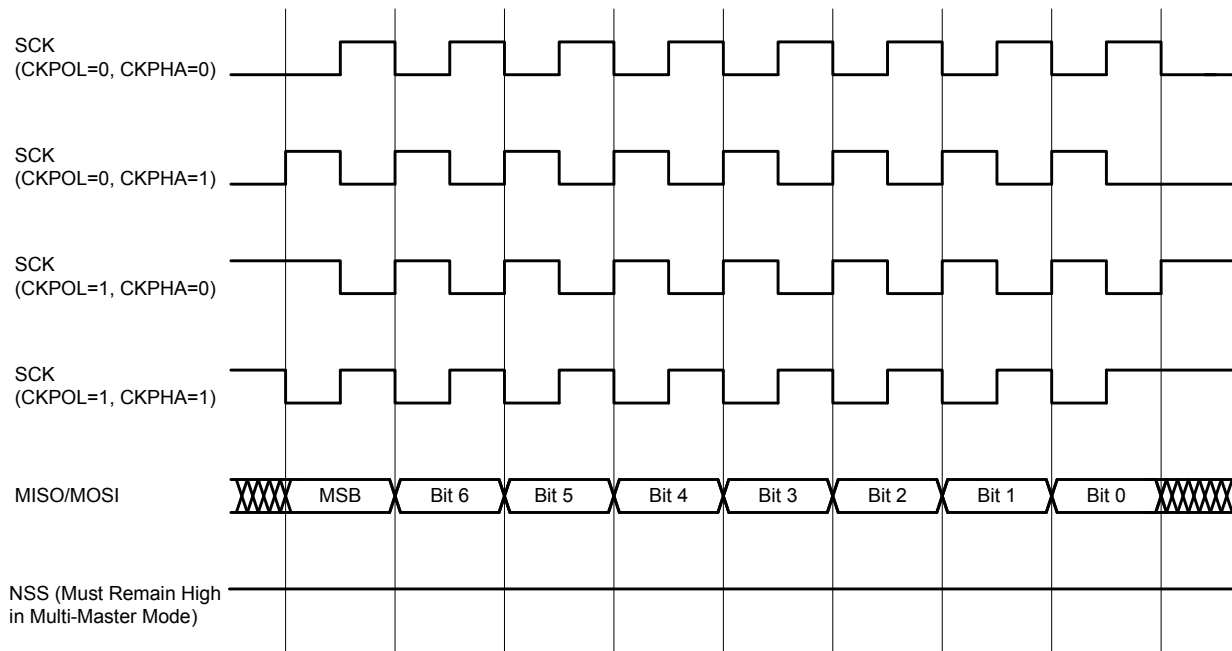 SCK
(CKPOL=0, CKPHA=0)
SCK
(CKPOL=0, CKPHA=1)
SCK
(CKPOL=1, CKPHA=0)
SCK
(CKPOL=1, CKPHA=1)
MISO/MOSI
MSB
Bit 6
Bit 5
Bit 4
Bit 3
Bit 2
Bit 1
Bit 0
NSS (Must Remain High
in Multi-Master Mode)